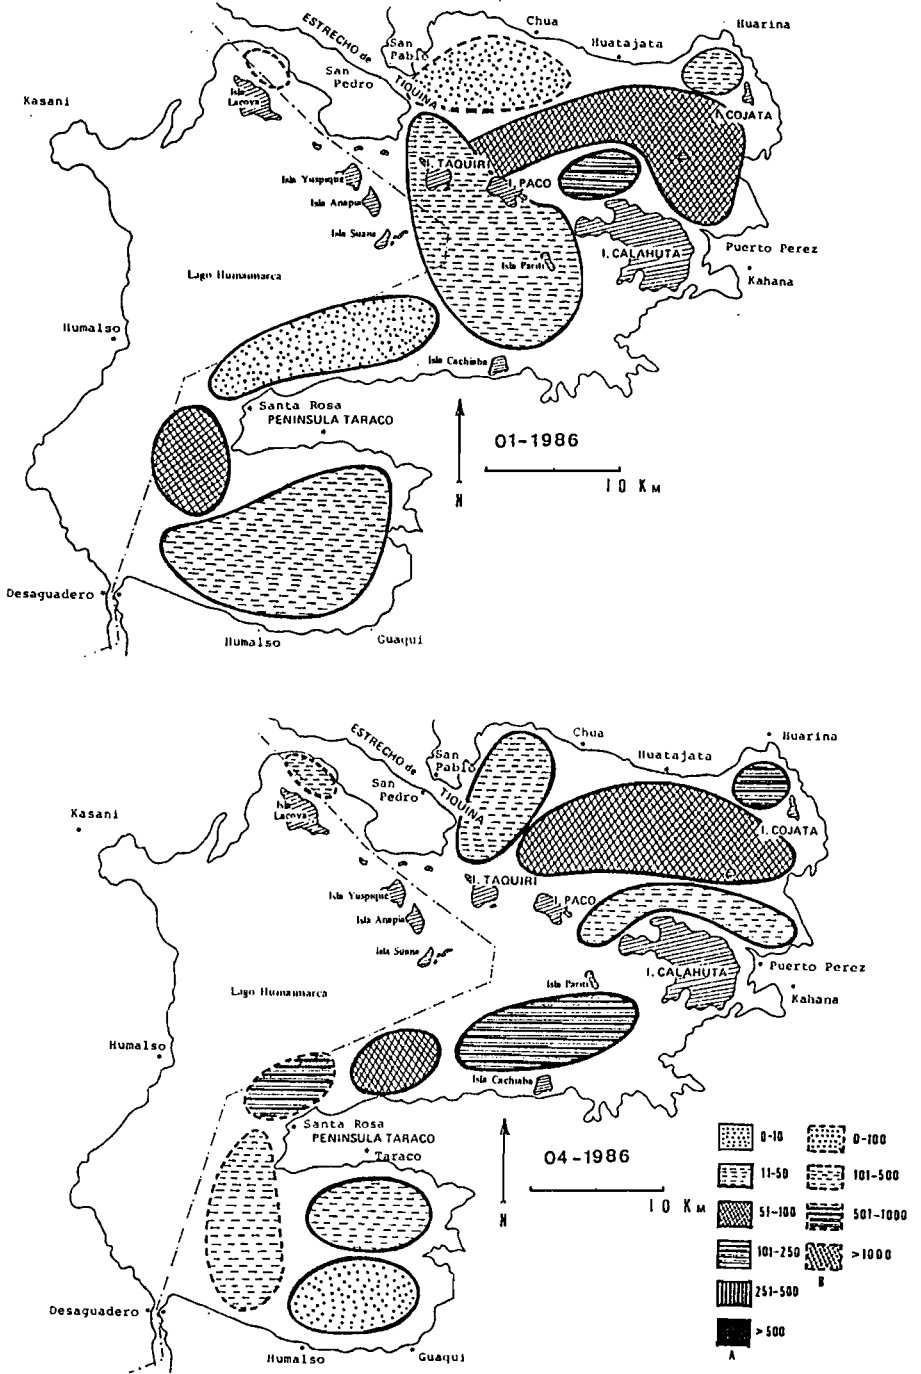 Chua
Huarina
ESTRECHO de
TIQUINA
San
Pablo
Huatajata
San
Pedro
Kasani
Isla
Lacoya
I. COJATA
I. TAQUIRI
Isla Yuspique
I. PACO
Isla Anapia
Isla Suana
Puerto Perez
I. CALAHUTA
Isla Pariti
Kahana
Lago Huñaimarca
Humalso
Isla Cachiaba
Santa Rosa
PENINSULA TARACO
01-1986
N
10 KM
Desaguadero
Humalso
Guaqui
Chua
Huarina
ESTRECHO de
TIQUINA
San
Pablo
Huatajata
San
Pedro
Kasani
Isla
Lacoya
I. COJATA
I. TAQUIRI
Isla Yuspique
I. PACO
Isla Anapia
Isla Suana
Puerto Perez
I. CALAHUTA
Isla Pariti
Kahana
Lago Huñaimarca
Humalso
Isla Cachiaba
Santa Rosa
PENINSULA TARACO
Taraco
04-1986
N
10 KM
Desaguadero
Humalso
Guaqui
0-10
0-100
11-50
101-500
51-100
501-1000
101-250
>1000
B
251-500
>500
A